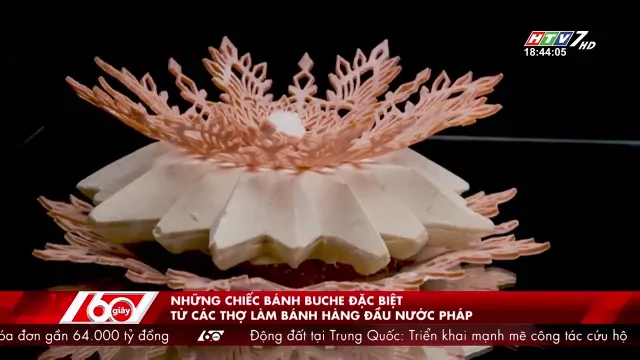 HTV7 HD
18:44:05
60 giây
NHỮNG CHIẾC BÁNH BUCHE ĐẶC BIỆT
TỪ CÁC THỢ LÀM BÁNH HÀNG ĐẦU NƯỚC PHÁP
đơn gần 64.000 tỷ đồng 60 Động đất tại Trung Quốc: Triển khai mạnh mẽ công tác cứu hộ